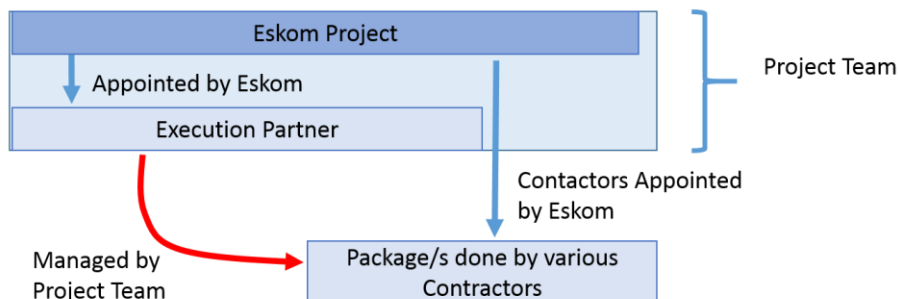 Eskom Project
Project Team
Appointed by Eskom
Execution Partner
Contactors Appointed
by Eskom
Managed by
Project Team
Package/s done by various
Contractors